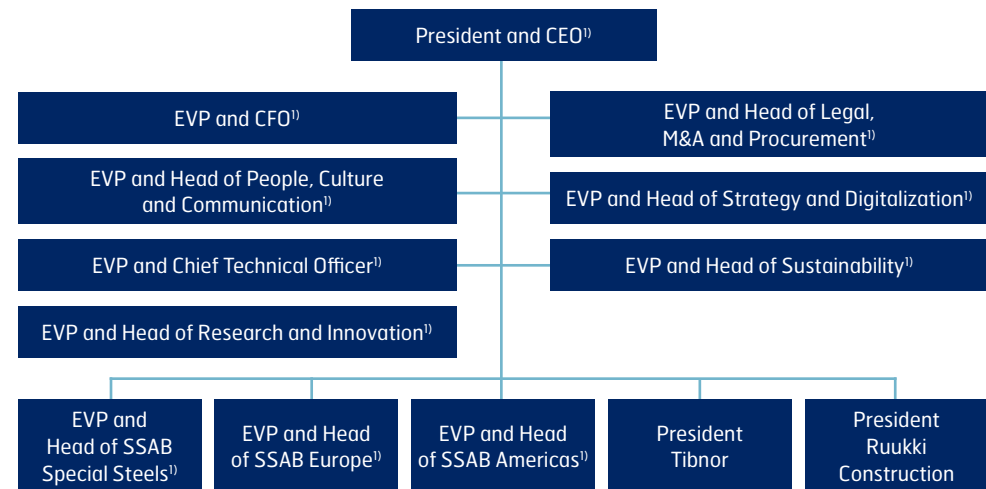 President and CEO¹⁾
EVP and CFO¹⁾
EVP and Head of Legal,
M&A and Procurement¹⁾
EVP and Head of People, Culture
and Communication¹⁾
EVP and Head of Strategy and Digitalization¹⁾
EVP and Chief Technical Officer¹⁾
EVP and Head of Sustainability¹⁾
EVP and Head of Research and Innovation¹⁾
EVP and
Head of SSAB
Special Steels¹⁾
EVP and Head
of SSAB Europe¹⁾
EVP and Head
of SSAB Americas¹⁾
President
Tibnor
President
Ruukki
Construction